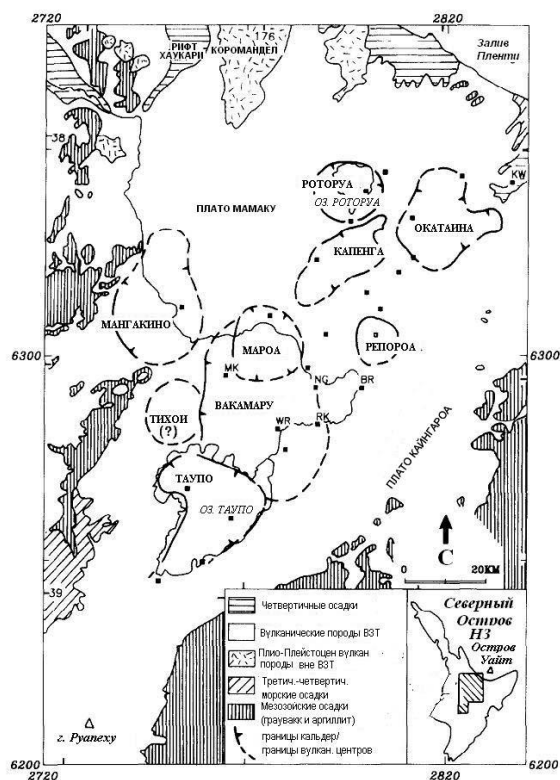 2720
2820
РИФТ
ХАУКАРИ
КОРОМАНДЕЛ
176
Залив
Пленти
38
KW
РОТОРУА
ОЗ. РОТОРУА
ПЛАТО МАМАКУ
ОКАТАИНА
КАПЕНГА
МАНГАКИНО
МАРОА
РЕПОРОА
6300
6300
MK
NG
BR
ВАКАМАРУ
ТИХОИ
(?)
WR
RK
ПЛАТО КАЙНГАРОА
ТАУПО
ОЗ. ТАУПО
С
0
20КМ
39
Четвертичные осадки
Вулканические породы ВЗТ
Плио-Плейстоцен вулкан
породы вне ВЗТ
Третич.-четвертич.
морские осадки
Мезозойские осадки
(граувакк и аргиллит)
границы кальдер/
границы вулкан. центров
Северный
Остров
НЗ
Остров
Уайт
г. Руапеху
6200
6200
2720
2820